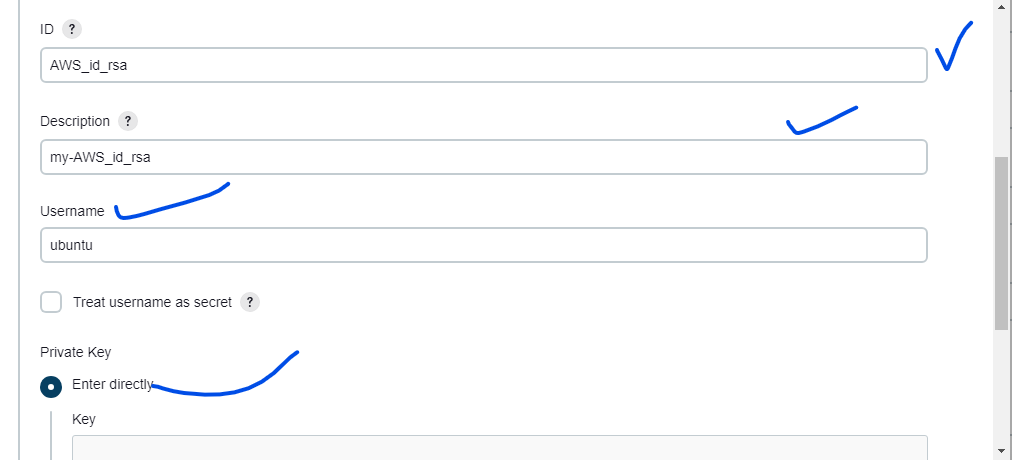 ID ?
AWS_id_rsa
Description ?
my-AWS_id_rsa
Username
ubuntu
Treat username as secret ?
Private Key
Enter directly
Key